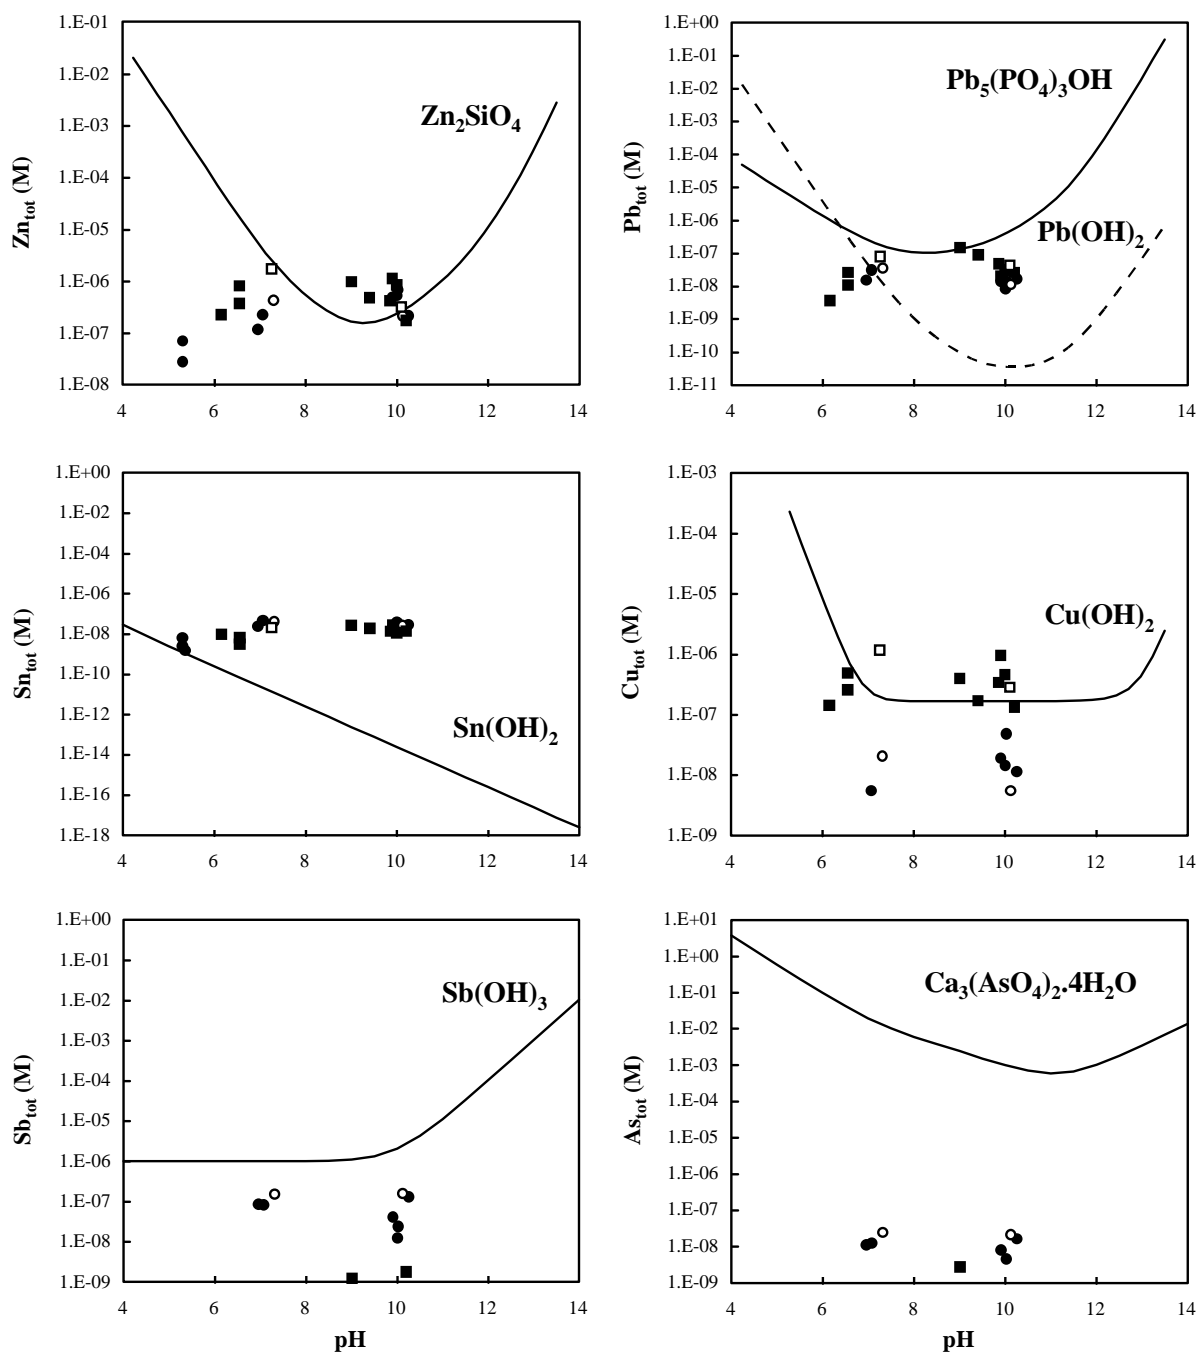 1.E-01
1.E-02
1.E-03
1.E-04
1.E-05
1.E-06
1.E-07
1.E-08
Zn_tot (M)
Zn₂SiO₄
4 6 8 10 12 14
1.E+00
1.E-01
1.E-02
1.E-03
1.E-04
1.E-05
1.E-06
1.E-07
1.E-08
1.E-09
1.E-10
1.E-11
Pb_tot (M)
Pb₅(PO₄)₃OH
Pb(OH)₂
4 6 8 10 12 14
1.E+00
1.E-02
1.E-04
1.E-06
1.E-08
1.E-10
1.E-12
1.E-14
1.E-16
1.E-18
Sn_tot (M)
Sn(OH)₂
4 6 8 10 12 14
1.E-03
1.E-04
1.E-05
1.E-06
1.E-07
1.E-08
1.E-09
Cu_tot (M)
Cu(OH)₂
4 6 8 10 12 14
1.E+00
1.E-01
1.E-02
1.E-03
1.E-04
1.E-05
1.E-06
1.E-07
1.E-08
1.E-09
Sb_tot (M)
Sb(OH)₃
4 6 8 10 12 14
pH
1.E+01
1.E+00
1.E-01
1.E-02
1.E-03
1.E-04
1.E-05
1.E-06
1.E-07
1.E-08
1.E-09
As_tot (M)
Ca₃(AsO₄)₂.4H₂O
4 6 8 10 12 14
pH